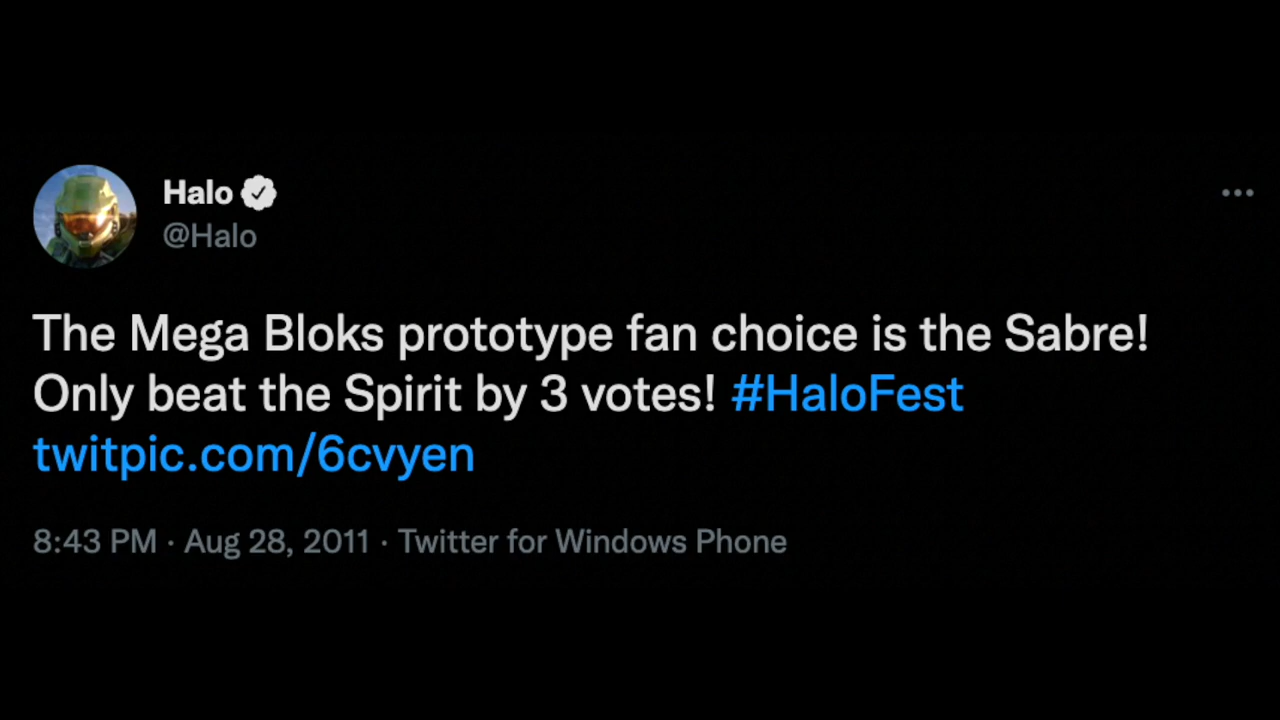 Halo
@Halo
The Mega Bloks prototype fan choice is the Sabre!
Only beat the Spirit by 3 votes! #HaloFest
twitpic.com/6cvyen
8:43 PM · Aug 28, 2011 · Twitter for Windows Phone